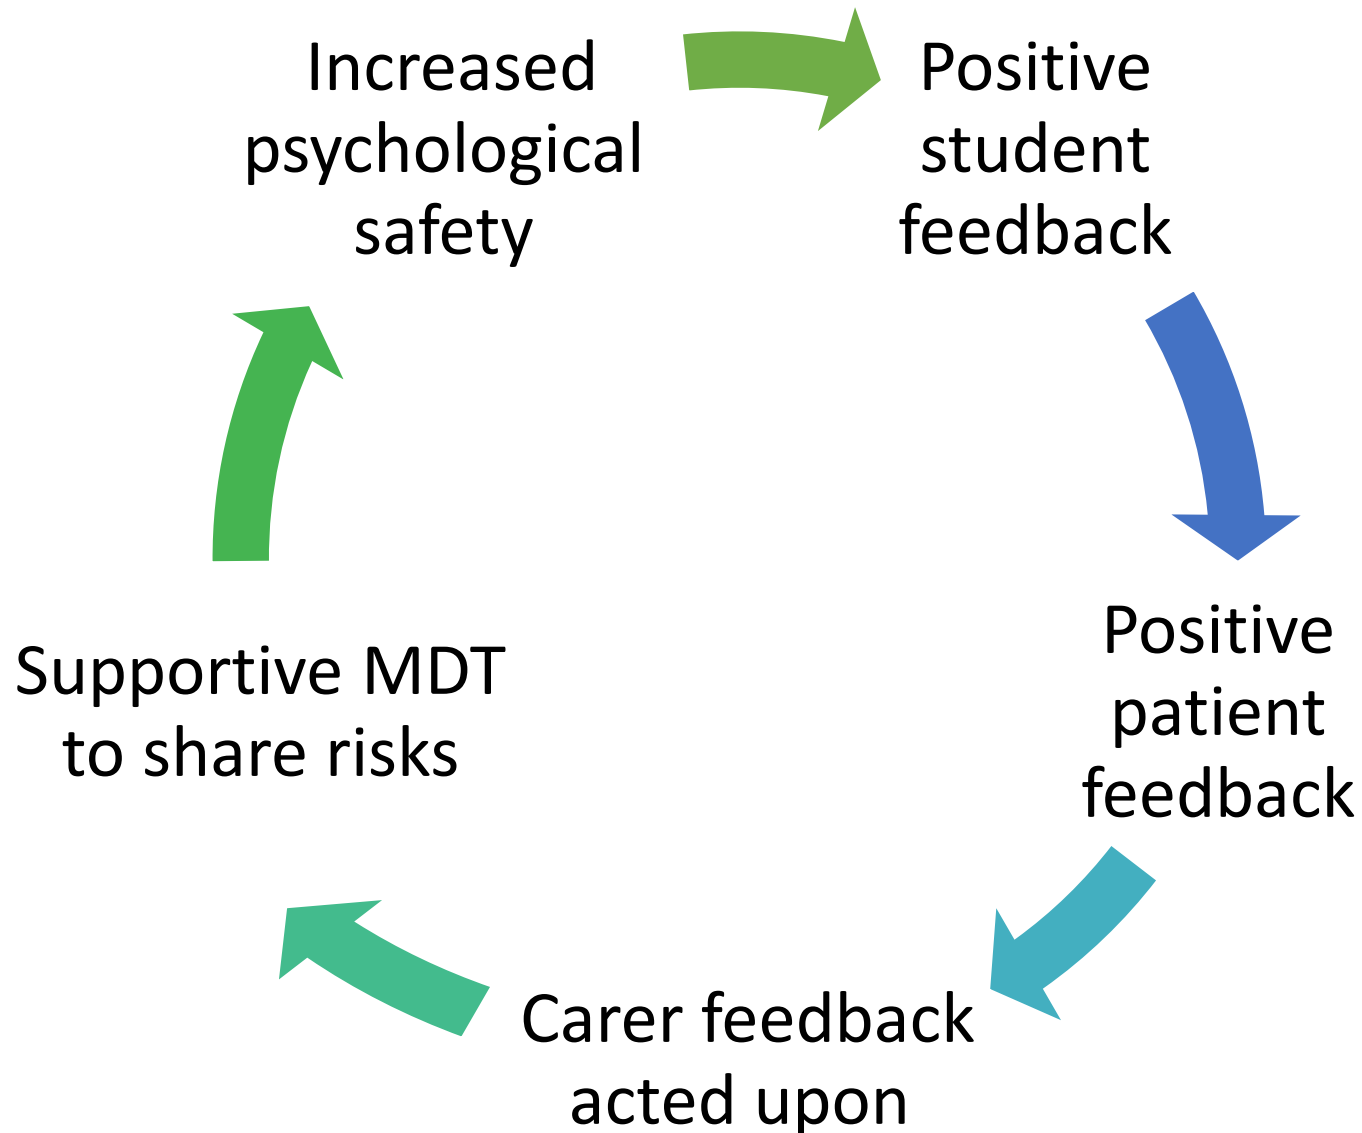 Increased
psychological
safety
Positive
student
feedback
Positive
patient
feedback
Carer feedback
acted upon
Supportive MDT
to share risks